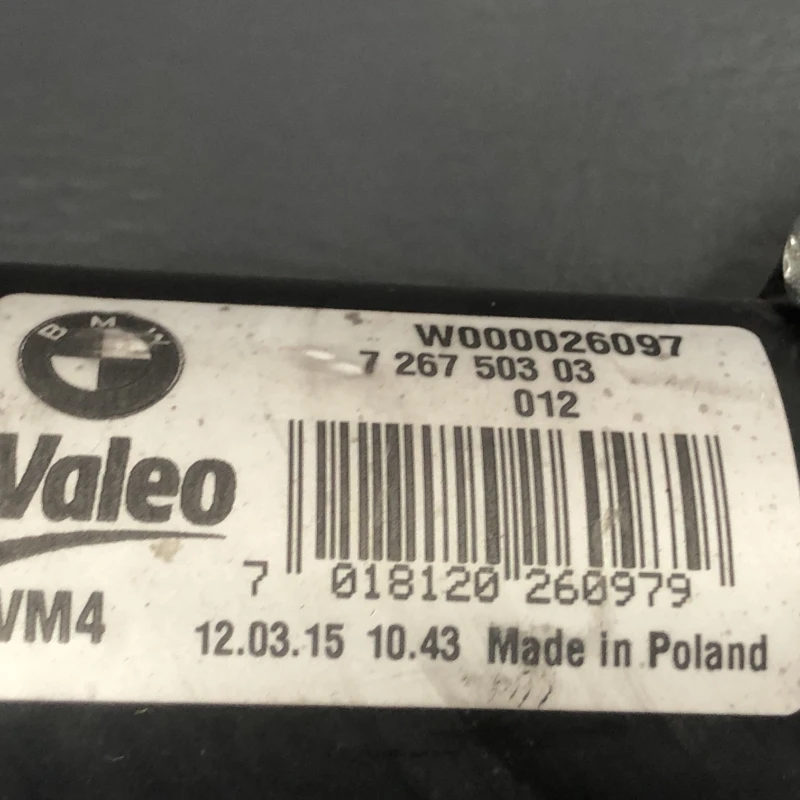 BMW
W000026097
7 267 503 03
012
Valeo
7 018120 260979
VM4
12.03.15 10.43 Made in Poland